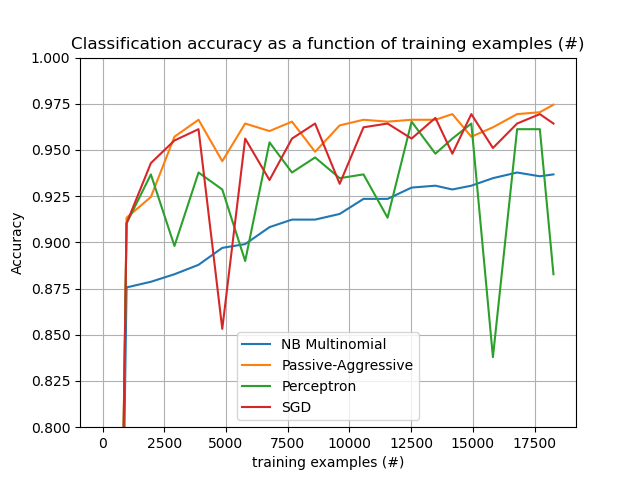 Classification accuracy as a function of training examples (#)
1.000
0.975
0.950
0.925
0.900
0.875
0.850
0.825
0.800
Accuracy
NB Multinomial
Passive-Aggressive
Perceptron
SGD
0 2500 5000 7500 10000 12500 15000 17500
training examples (#)